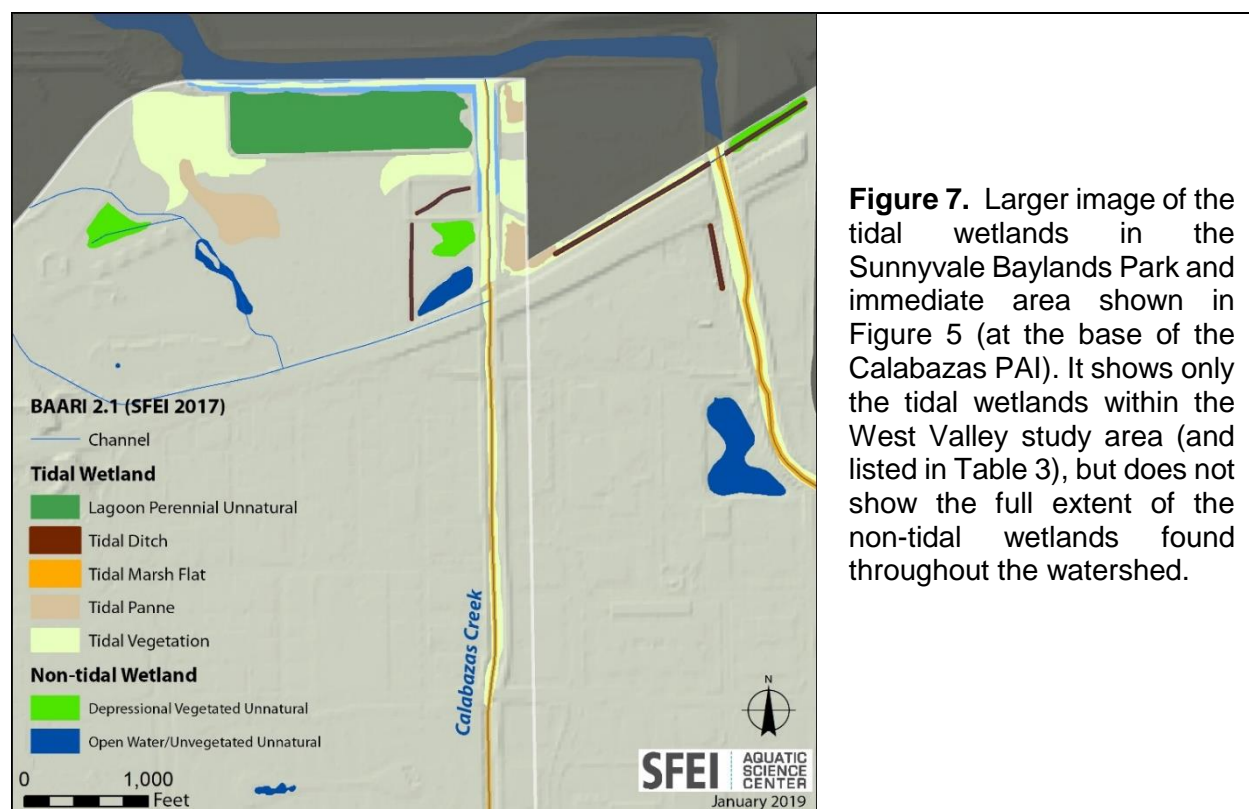 BAARI 2.1 (SFEI 2017)
Channel
Tidal Wetland
Lagoon Perennial Unnatural
Tidal Ditch
Tidal Marsh Flat
Tidal Panne
Tidal Vegetation
Non-tidal Wetland
Depressional Vegetated Unnatural
Open Water/Unvegetated Unnatural
0 1,000
Feet
Calabazas Creek
N
SFEI AQUATIC
SCIENCE
CENTER
January 2019
Figure 7. Larger image of the
tidal wetlands in the
Sunnyvale Baylands Park and
immediate area shown in
Figure 5 (at the base of the
Calabazas PAI). It shows only
the tidal wetlands within the
West Valley study area (and
listed in Table 3), but does not
show the full extent of the
non-tidal wetlands found
throughout the watershed.